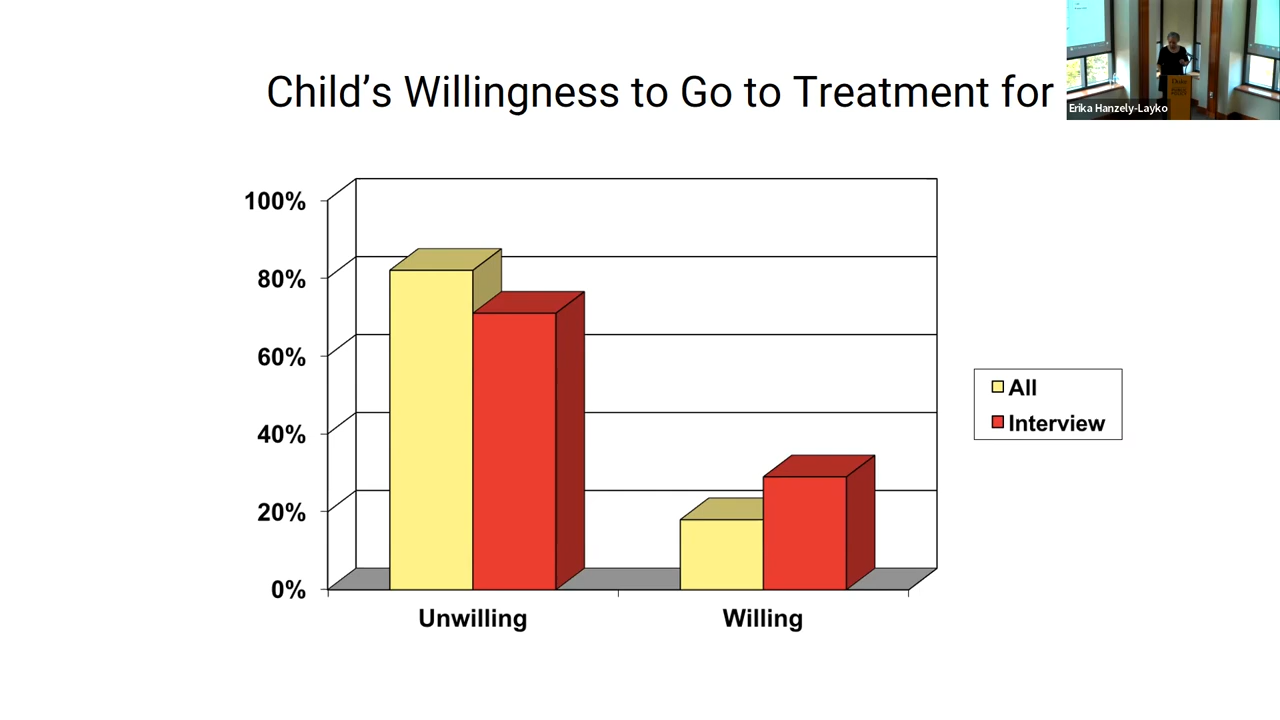 Child’s Willingness to Go to Treatment for
Erika Hanzely-Layko
100%
80%
60%
40%
20%
0%
Unwilling
Willing
All
Interview